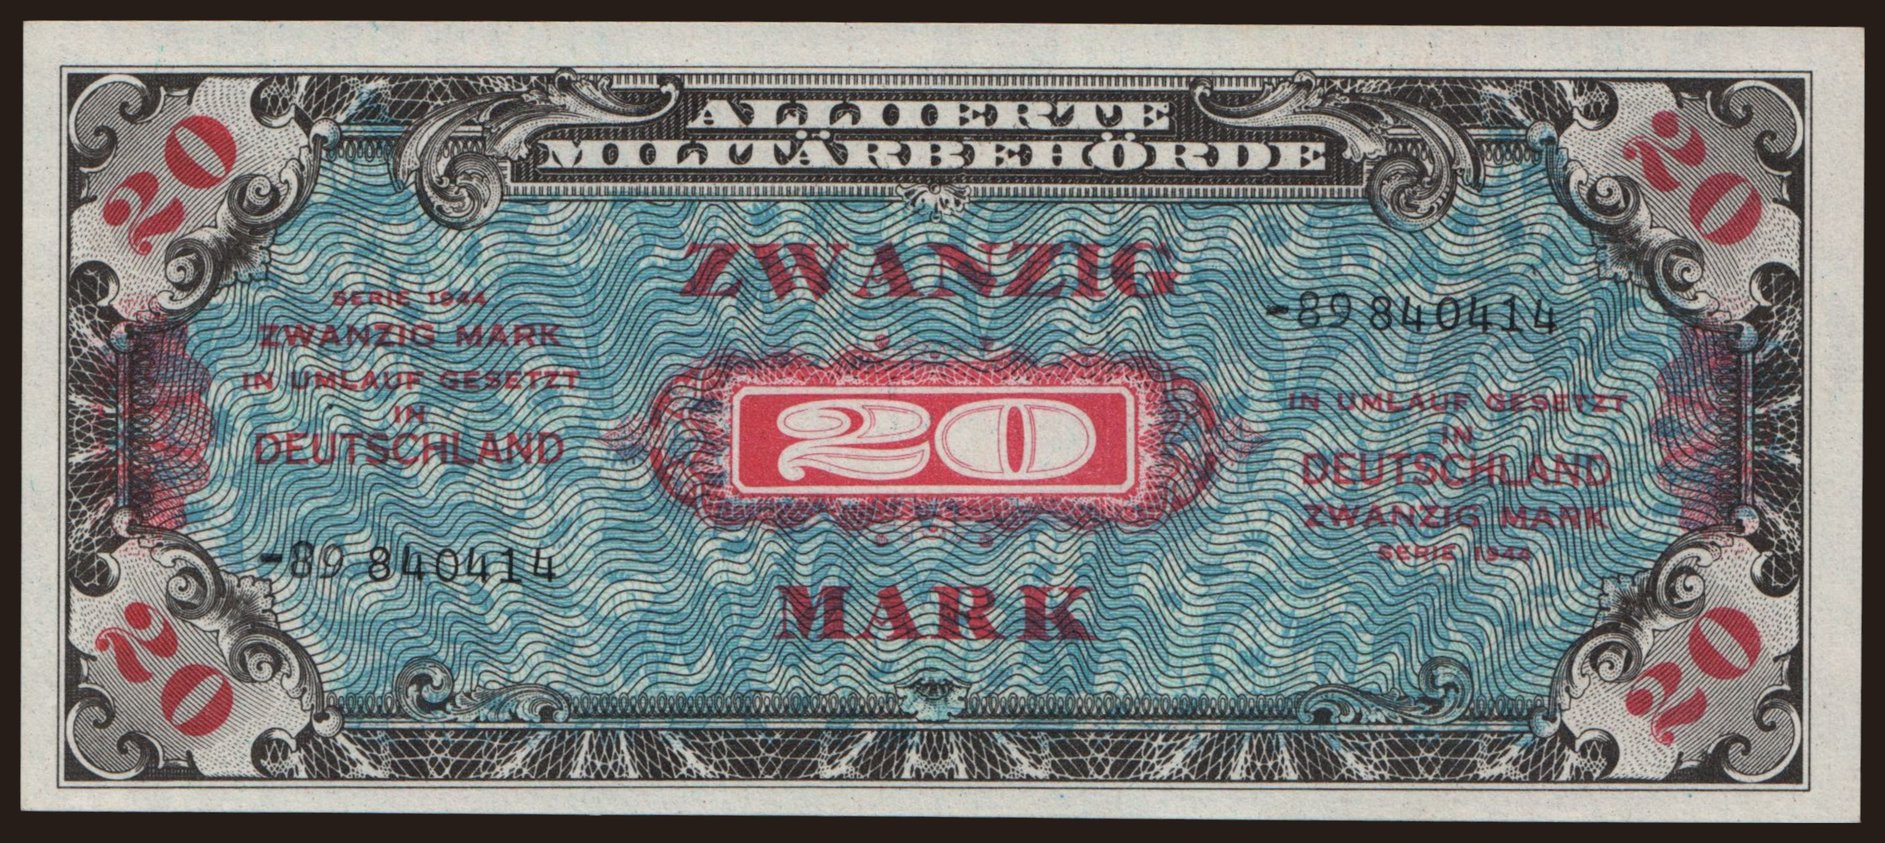 20
ALLIIERTE
MILITÄRBEHÖRDE
20
ZWANZIG
SERIE 1944
ZWANZIG MARK
IN UMLAUF GESETZT
IN
DEUTSCHLAND
-89 840414
20
-89 840414
IN UMLAUF GESETZT
IN
DEUTSCHLAND
ZWANZIG MARK
SERIE 1944
MARK
20
20